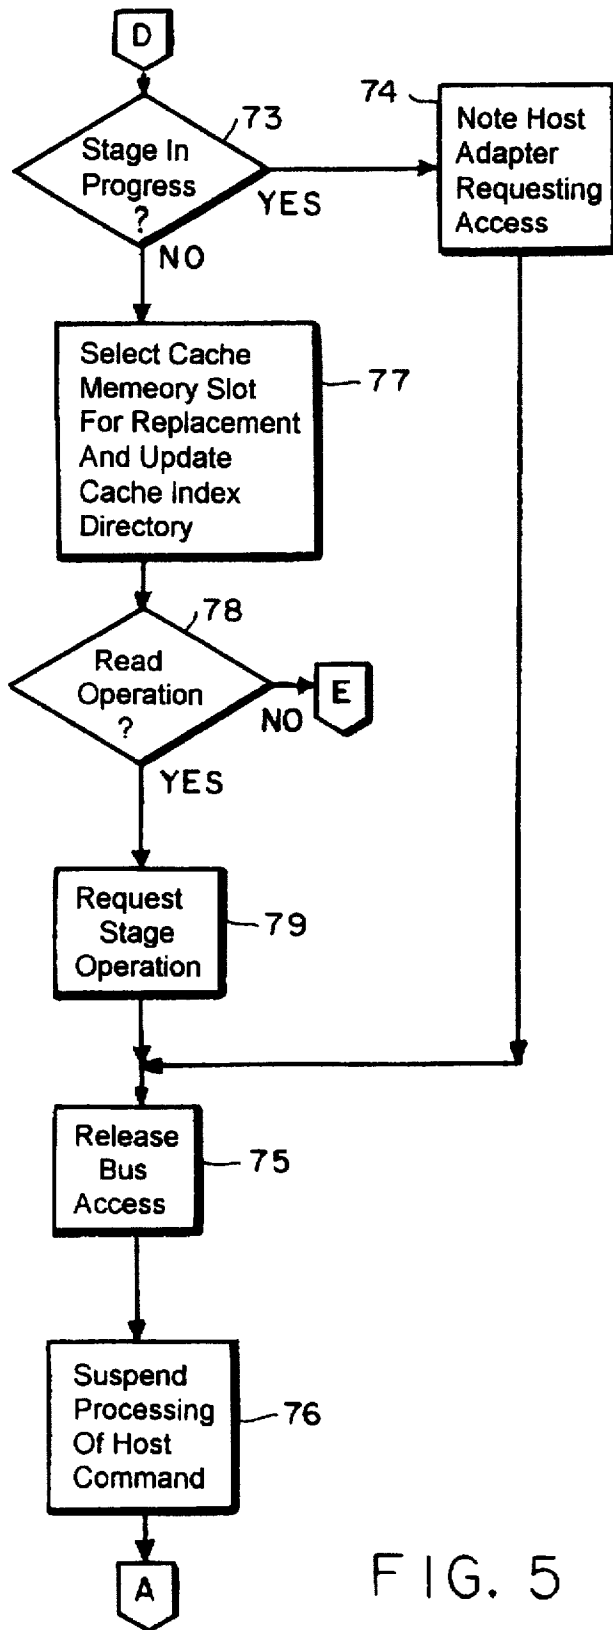 D
73
Stage In
Progress
?
YES
NO
74
Note Host
Adapter
Requesting
Access
Select Cache
Memeory Slot
For Replacement
And Update
Cache Index
Directory
77
78
Read
Operation
?
NO
E
YES
Request
Stage
Operation
79
Release
Bus
Access
75
Suspend
Processing
Of Host
Command
76
A
FIG. 5